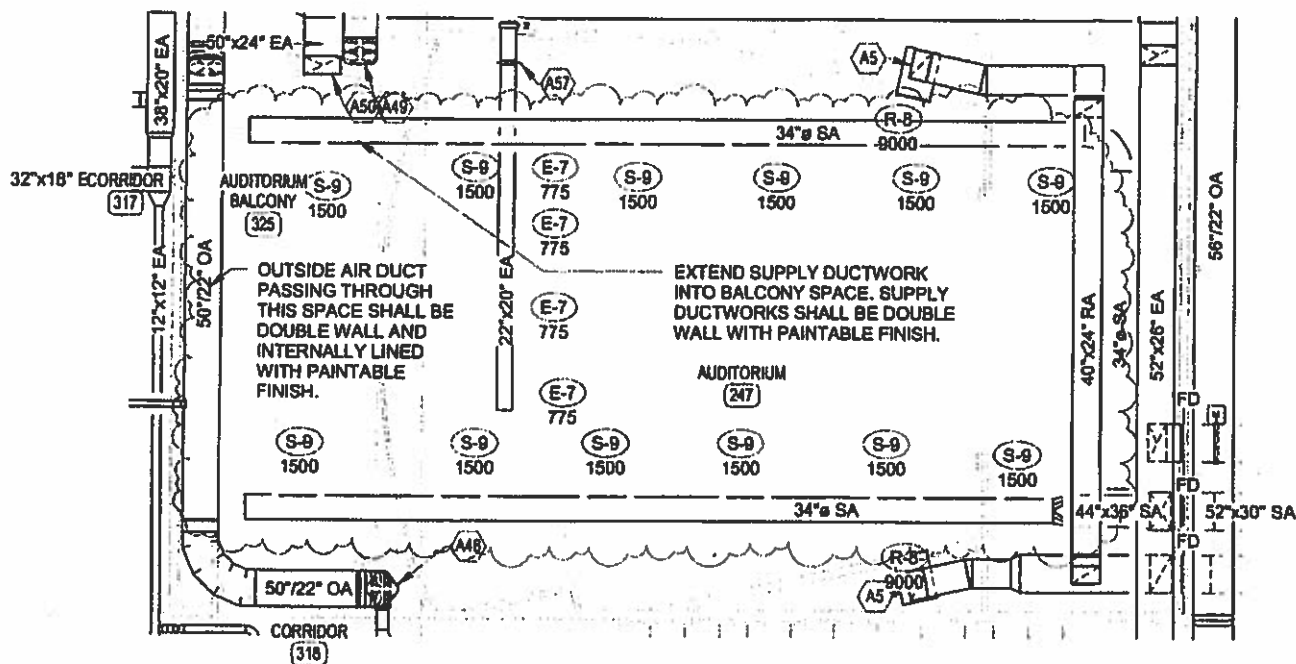 50"x24" EA
38"x20" EA
A50
A49
A57
A5
R-8
9000
34"ø SA
32"x18" E
CORRIDOR
317
AUDITORIUM
BALCONY
325
S-9
1500
S-9
1500
E-7
775
S-9
1500
S-9
1500
S-9
1500
S-9
1500
E-7
775
E-7
775
E-7
775
12"x12" EA
50"/22" OA
22"x20" EA
OUTSIDE AIR DUCT
PASSING THROUGH
THIS SPACE SHALL BE
DOUBLE WALL AND
INTERNALLY LINED
WITH PAINTABLE
FINISH.
EXTEND SUPPLY DUCTWORK
INTO BALCONY SPACE. SUPPLY
DUCTWORKS SHALL BE DOUBLE
WALL WITH PAINTABLE FINISH.
AUDITORIUM
247
40"x24" RA
34"ø SA
52"x26" EA
56"/22" OA
FD
FD
FD
S-9
1500
S-9
1500
S-9
1500
S-9
1500
S-9
1500
S-9
1500
34"ø SA
44"x36" SA
52"x30" SA
A48
R-8
9000
A5
50"/22" OA
CORRIDOR
318